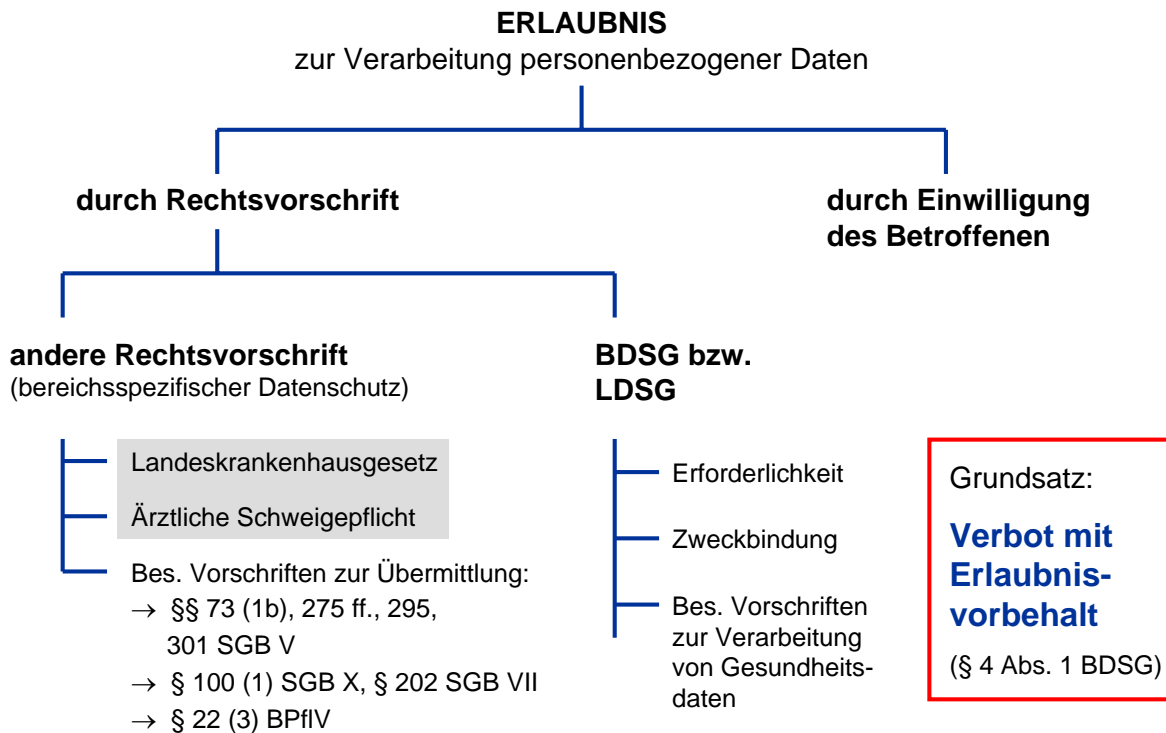 ERLAUBNIS
zur Verarbeitung personenbezogener Daten
durch Rechtsvorschrift
durch Einwilligung
des Betroffenen
andere Rechtsvorschrift
(bereichsspezifischer Datenschutz)
Landeskrankenhausgesetz
Ärztliche Schweigepflicht
Bes. Vorschriften zur Übermittlung:
→ §§ 73 (1b), 275 ff., 295,
301 SGB V
→ § 100 (1) SGB X, § 202 SGB VII
→ § 22 (3) BPflV
BDSG bzw.
LDSG
Erforderlichkeit
Zweckbindung
Bes. Vorschriften
zur Verarbeitung
von Gesundheits-
daten
Grundsatz:
Verbot mit
Erlaubnis-
vorbehalt
(§ 4 Abs. 1 BDSG)